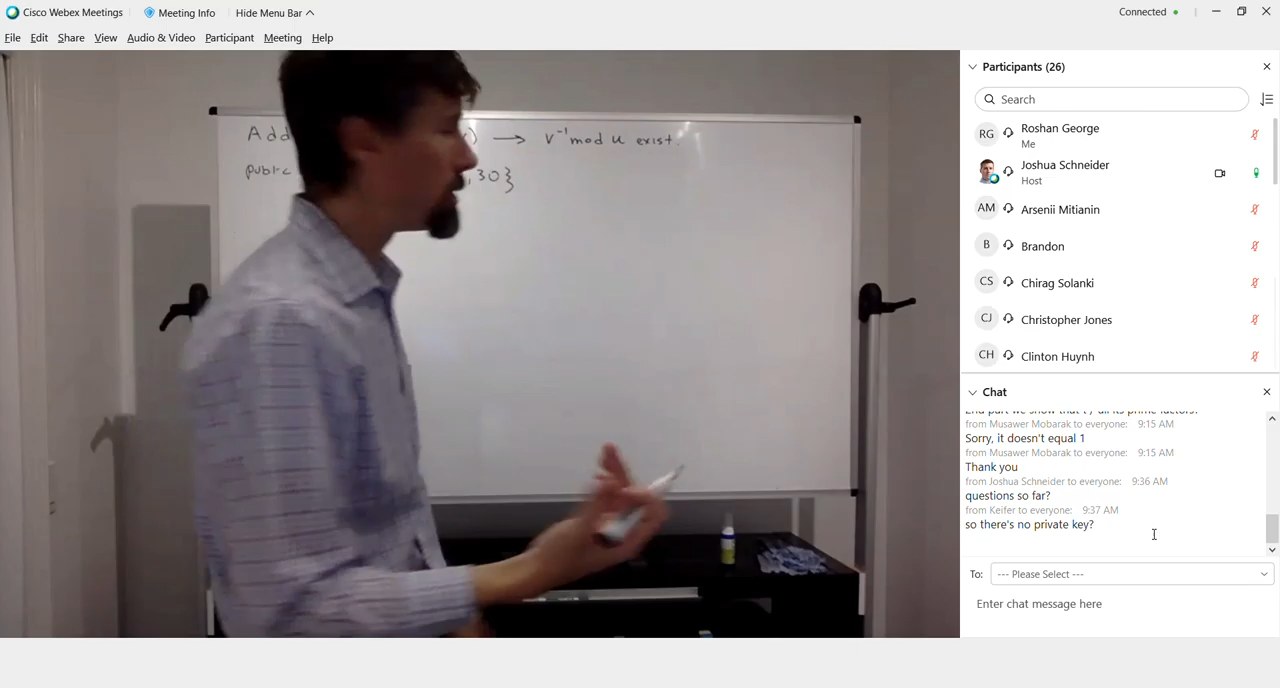 Cisco Webex Meetings Meeting Info Hide Menu Bar Connected
File Edit Share View Audio & Video Participant Meeting Help
Add → v⁻¹ mod u exist.
public , 30}
Participants (26)
Search
RG Roshan George
Me
Joshua Schneider
Host
AM Arsenii Mitianin
B Brandon
CS Chirag Solanki
CJ Christopher Jones
CH Clinton Huynh
Chat
from Musawer Mobarak to everyone: 9:15 AM
Sorry, it doesn't equal 1
from Musawer Mobarak to everyone: 9:15 AM
Thank you
from Joshua Schneider to everyone: 9:36 AM
questions so far?
from Keifer to everyone: 9:37 AM
so there's no private key?
To: --- Please Select ---
Enter chat message here